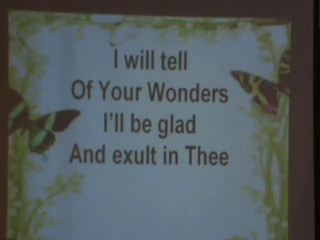 I will tell
Of Your Wonders
I'll be glad
And exult in Thee